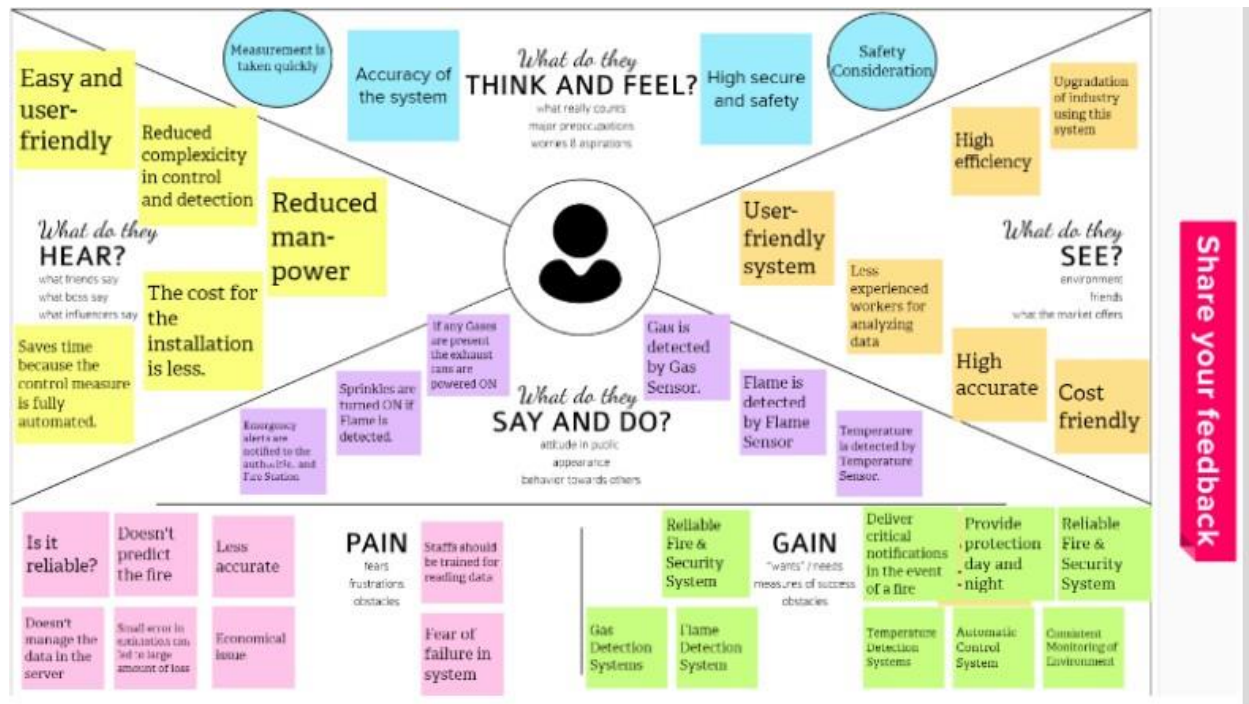 Measurement is
taken quickly
Accuracy of
the system
What do they
THINK AND FEEL?
what really counts
major preoccupations
worries & aspirations
High secure
and safety
Safety
Consideration
Easy and
user-
friendly
Reduced
complexicity
in control
and detection
Reduced
man-
power
What do they
HEAR?
what friends say
what boss say
what influencers say
The cost for
the
installation
is less.
Saves time
because the
control measure
is fully
automated.
Upgradation
of industry
using this
system
High
efficiency
User-
friendly
system
What do they
SEE?
environment
friends
what the market offers
Less
experienced
workers for
analyzing
data
High
accurate
Cost
friendly
If any Gases
are present
the exhaust
fans are
powered ON
Sprinkles are
turned ON if
Flame is
detected.
Emergency
alerts are
notified to the
and
Fire Station
What do they
SAY AND DO?
attitude in public
appearance
behavior towards others
Gas is
detected
by Gas
Sensor.
Flame is
detected
by Flame
Sensor
Temperature
is detected by
Temperature
Sensor.
Is it
reliable?
Doesn't
predict
the fire
Less
accurate
PAIN
fears
frustrations
obstacles
Staffs should
be trained for
reading data
Doesn't
manage the
data in the
server
Small error in
can
led to large
amount of loss
Economical
issue
Fear of
failure in
system
Reliable
Fire &
Security
System
GAIN
"wants" / needs
measures of success
obstacles
Deliver
critical
notifications
in the event
of a fire
Provide
protection
day and
night
Reliable
Fire &
Security
System
Gas
Detection
Systems
Flame
Detection
System
Temperature
Detection
Systems
Automatic
Control
System
Consistent
Monitoring of
Environment
Share your feedback